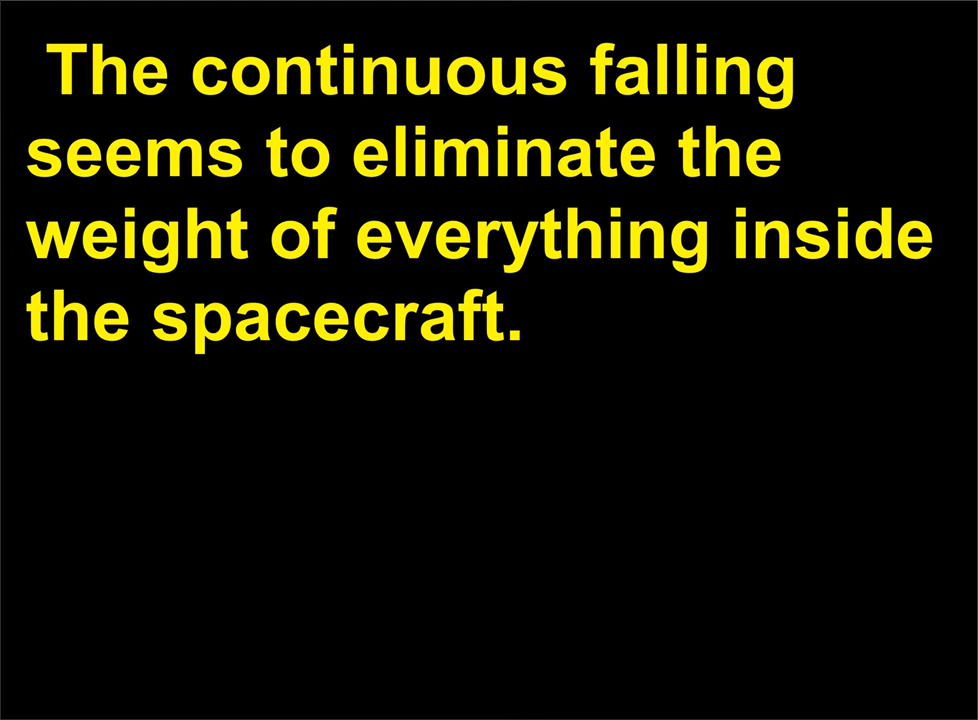 The continuous falling
seems to eliminate the
weight of everything inside
the spacecraft.